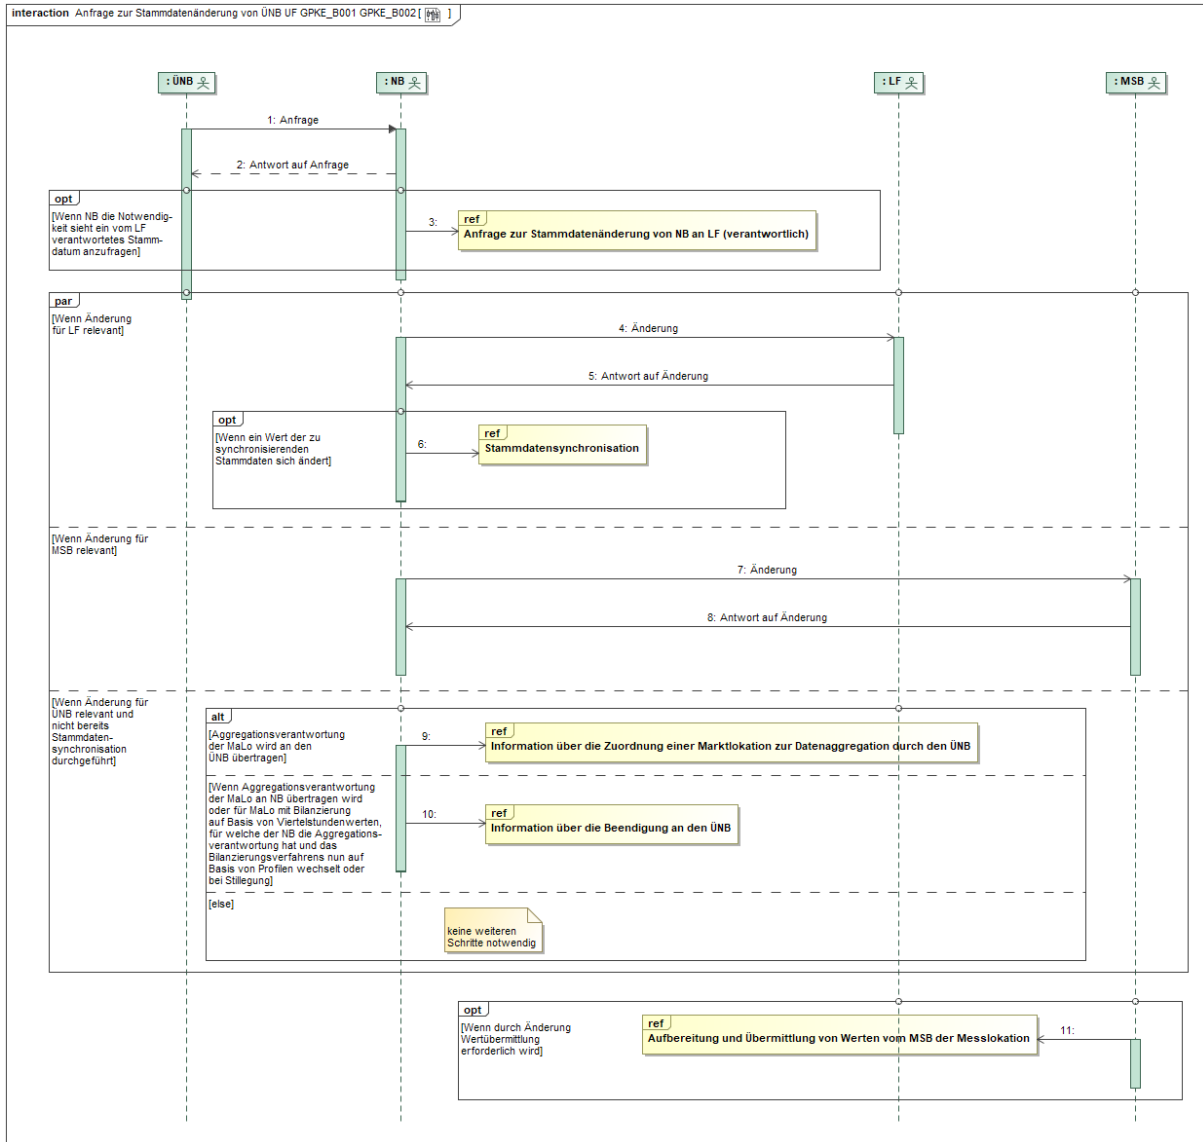 interaction Anfrage zur Stammdatenänderung von ÜNB UF GPKE_B001 GPKE_B002[ ]
: ÜNB
: NB
: LF
: MSB
1: Anfrage
2: Antwort auf Anfrage
opt
[Wenn NB die Notwendig-
keit sieht ein vom LF
verantwortetes Stamm-
datum anzufragen]
3:
ref
Anfrage zur Stammdatenänderung von NB an LF (verantwortlich)
par
[Wenn Änderung
für LF relevant]
4: Änderung
5: Antwort auf Änderung
opt
[Wenn ein Wert der zu
synchronisierenden
Stammdaten sich ändert]
6:
ref
Stammdatensynchronisation
[Wenn Änderung für
MSB relevant]
7: Änderung
8: Antwort auf Änderung
[Wenn Änderung für
ÜNB relevant und
nicht bereits
Stammdaten-
synchronisation
durchgeführt]
alt
[Aggregationsverantwortung
der MaLo wird an den
ÜNB übertragen]
9:
ref
Information über die Zuordnung einer Marktlokation zur Datenaggregation durch den ÜNB
[Wenn Aggregationsverantwortung
der MaLo an NB übertragen wird
oder für MaLo mit Bilanzierung
auf Basis von Viertelstundenwerten,
für welche der NB die Aggregations-
verantwortung hat und das
Bilanzierungsverfahrens nun auf
Basis von Profilen wechselt oder
bei Stillegung]
10:
ref
Information über die Beendigung an den ÜNB
[else]
keine weiteren
Schritte notwendig
opt
[Wenn durch Änderung
Wertübermittlung
erforderlich wird]
ref
Aufbereitung und Übermittlung von Werten vom MSB der Messlokation
11: